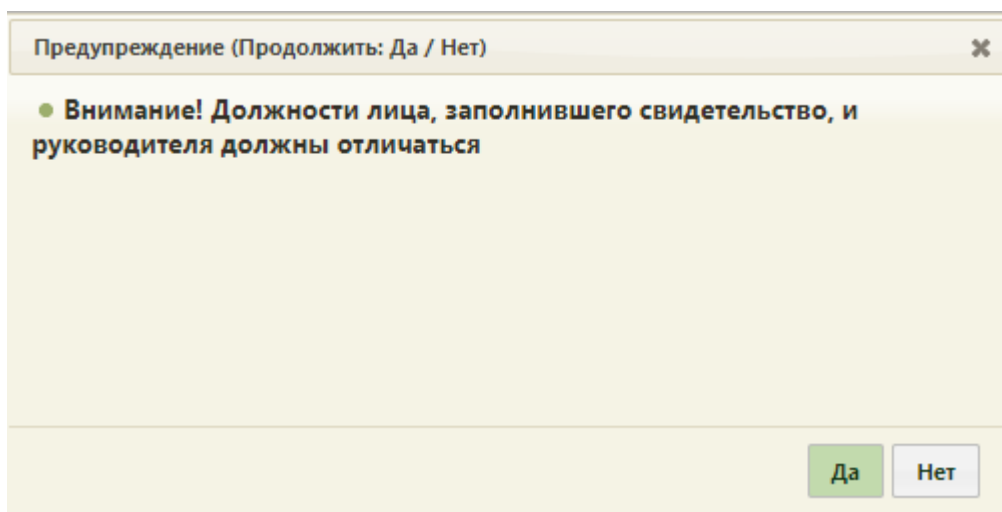 Предупреждение (Продолжить: Да / Нет)
Внимание! Должности лица, заполнившего свидетельство, и
руководителя должны отличаться
Да Нет